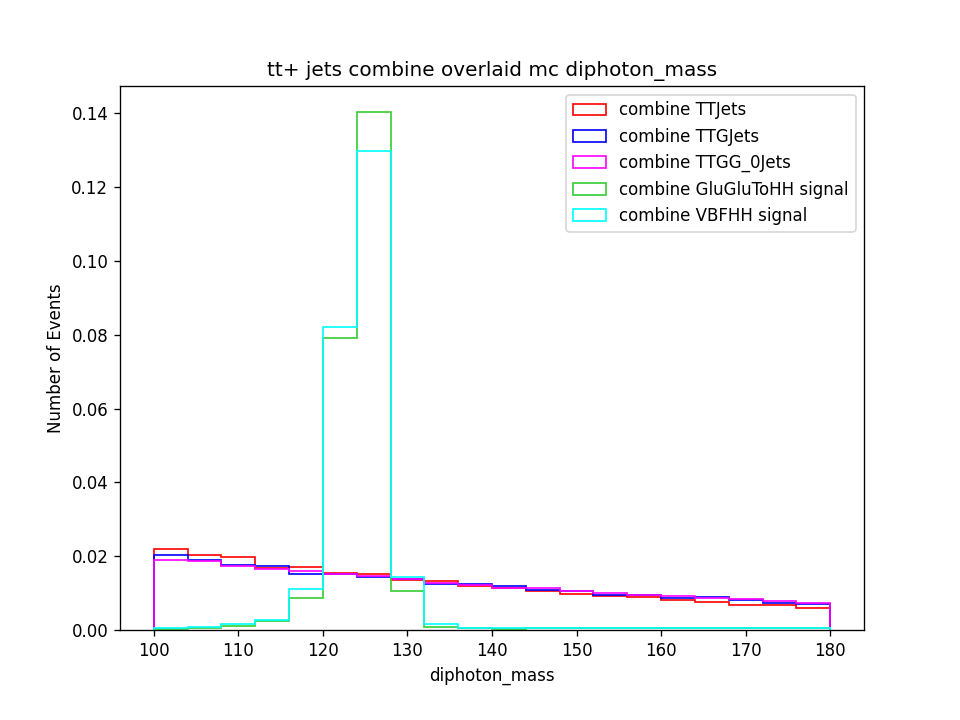 tt+ jets combine overlaid mc diphoton_mass
combine TTJets
combine TTGJets
combine TTGG_0Jets
combine GluGluToHH signal
combine VBFHH signal
Number of Events
0.14
0.12
0.10
0.08
0.06
0.04
0.02
0.00
100 110 120 130 140 150 160 170 180
diphoton_mass